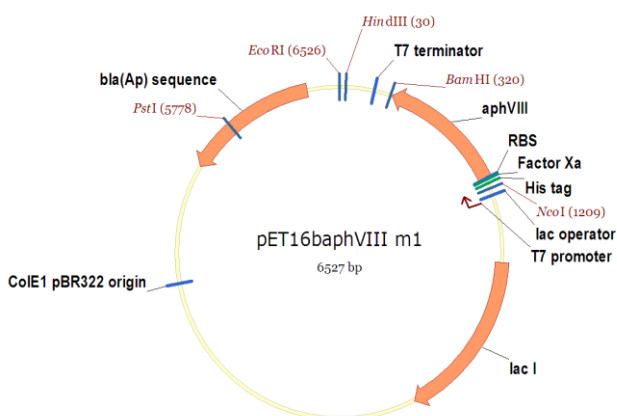 HindIII (30)
EcoRI (6526)
T7 terminator
bla(Ap) sequence
BamHI (320)
PstI (5778)
aphVIII
RBS
Factor Xa
His tag
NcoI (1209)
lac operator
T7 promoter
pET16baphVIII m1
6527 bp
ColE1 pBR322 origin
lac I